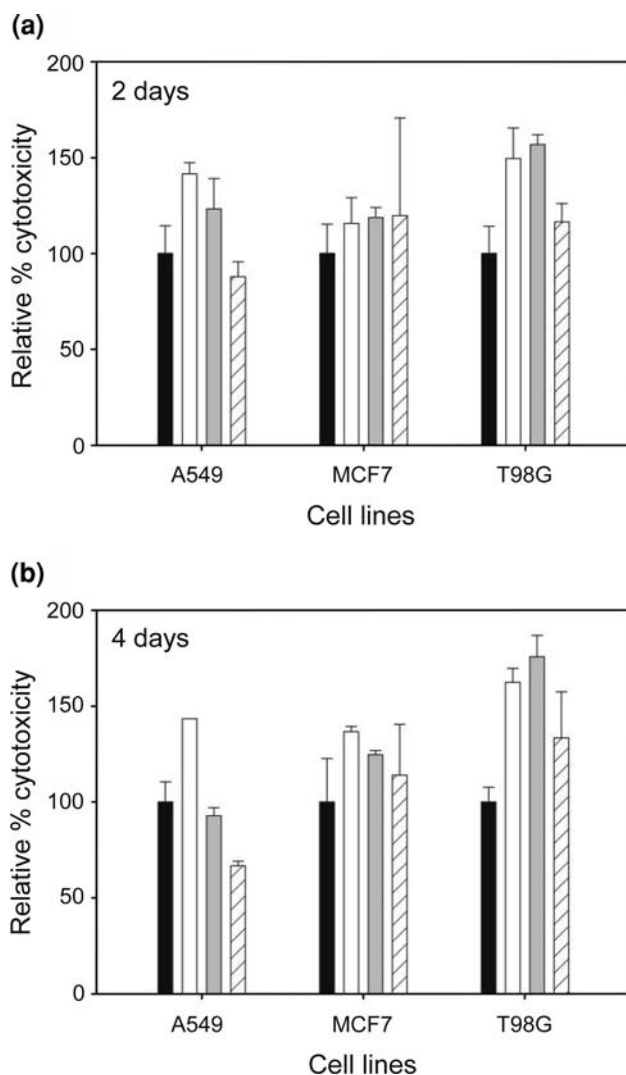 (a)
Relative % cytotoxicity
200
150
100
50
0
2 days
A549 MCF7 T98G
Cell lines
(b)
Relative % cytotoxicity
200
150
100
50
0
4 days
A549 MCF7 T98G
Cell lines